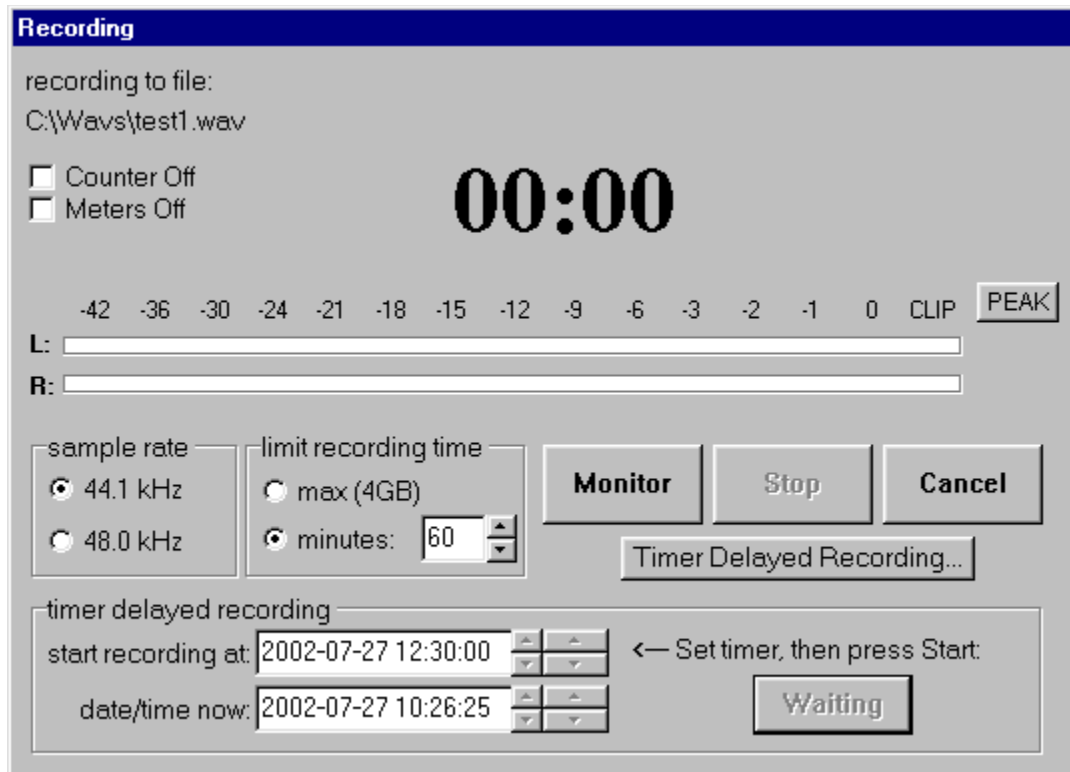 Recording
recording to file:
C:\Wavs\test1.wav
Counter Off
Meters Off
00:00
-42 -36 -30 -24 -21 -18 -15 -12 -9 -6 -3 -2 -1 0 CLIP PEAK
L:
R:
sample rate
44.1 kHz
48.0 kHz
limit recording time
max (4GB)
minutes: 60
Monitor Stop Cancel
Timer Delayed Recording...
timer delayed recording
start recording at: 2002-07-27 12:30:00 <— Set timer, then press Start:
date/time now: 2002-07-27 10:26:25 Waiting